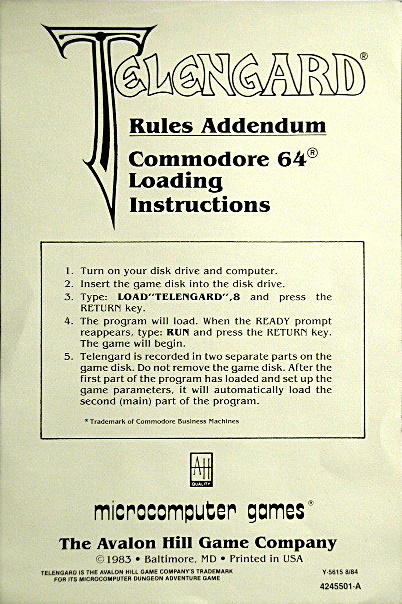 TELENGARD®
Rules Addendum
Commodore 64®
Loading
Instructions
1. Turn on your disk drive and computer.
2. Insert the game disk into the disk drive.
3. Type: LOAD"TELENGARD",8 and press the
RETURN key.
4. The program will load. When the READY prompt
reappears, type: RUN and press the RETURN key.
The game will begin.
5. Telengard is recorded in two separate parts on the
game disk. Do not remove the game disk. After the
first part of the program has loaded and set up the
game parameters, it will automatically load the
second (main) part of the program.
* Trademark of Commodore Business Machines
AH
QUALITY
microcomputer games®
The Avalon Hill Game Company
©1983 • Baltimore, MD • Printed in USA
TELENGARD IS THE AVALON HILL GAME COMPANY'S TRADEMARK
FOR ITS MICROCOMPUTER DUNGEON ADVENTURE GAME
Y-5615 8/84
4245501-A